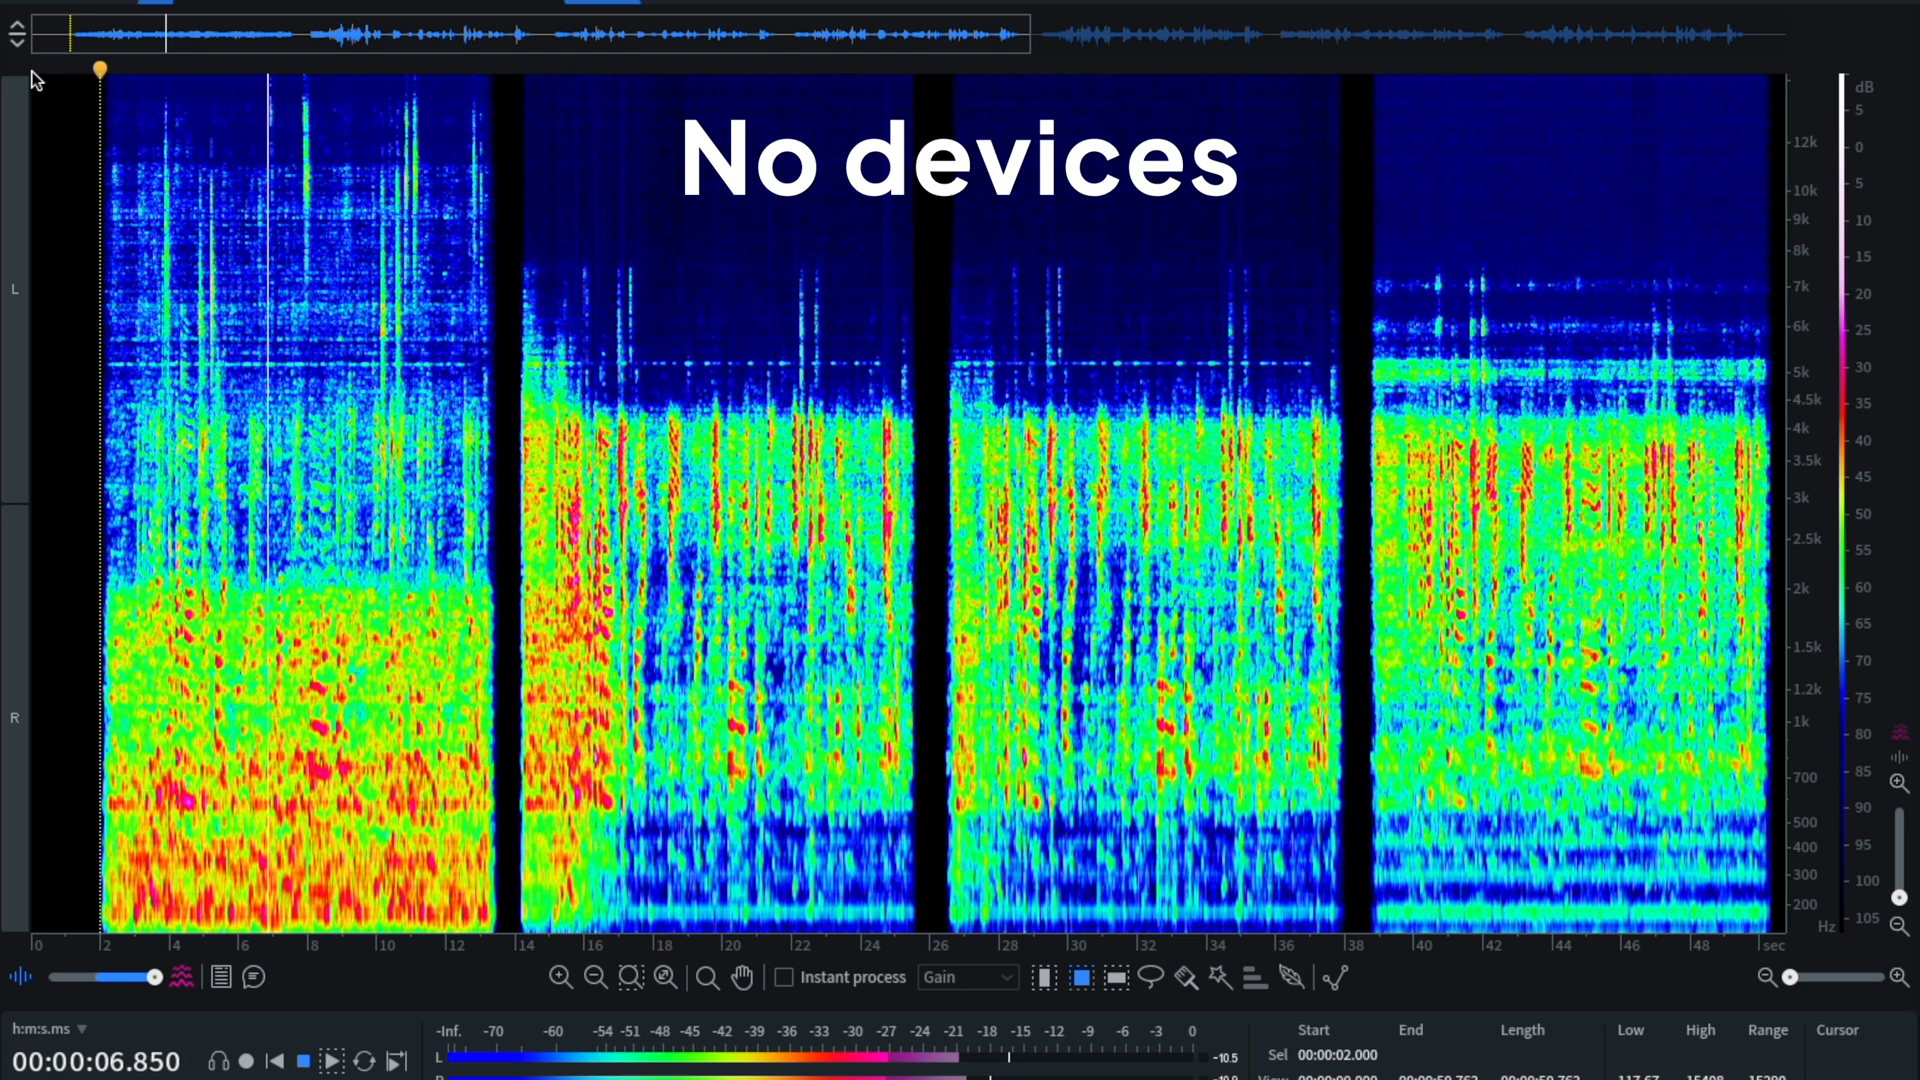 No devices
L
R
dB
5
0
5
10
15
20
25
30
35
40
45
50
55
60
65
70
75
80
85
90
95
100
105
12k
10k
9k
8k
7k
6k
5k
4.5k
4k
3.5k
3k
2.5k
2k
1.5k
1.2k
1k
700
500
400
300
200
Hz
0 2 4 6 8 10 12 14 16 18 20 22 24 26 28 30 32 34 36 38 40 42 44 46 48 sec
Instant process Gain
h:m:s.ms
00:00:06.850
-Inf. -70 -60 -54 -51 -48 -45 -42 -39 -36 -33 -30 -27 -24 -21 -18 -15 -12 -9 -6 -3 0
L -10.5
Start End Length Low High Range Cursor
Sel 00:00:02.000